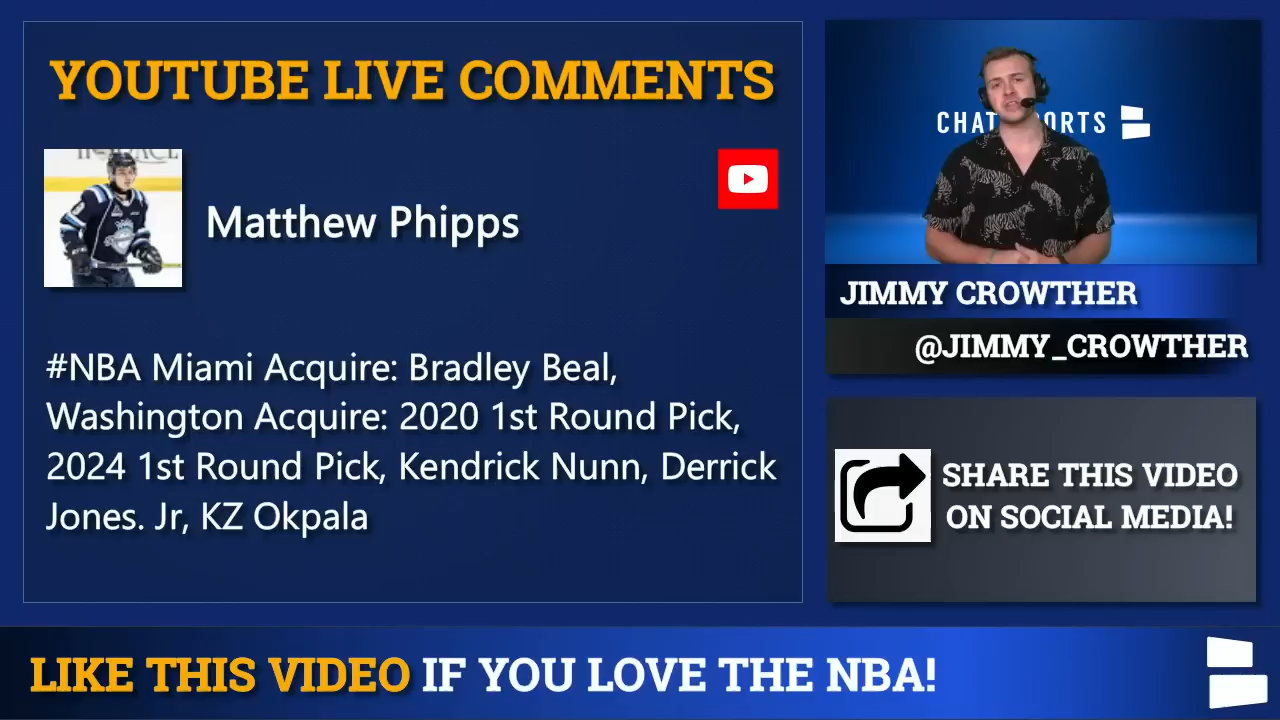 YOUTUBE LIVE COMMENTS
Matthew Phipps
#NBA Miami Acquire: Bradley Beal,
Washington Acquire: 2020 1st Round Pick,
2024 1st Round Pick, Kendrick Nunn, Derrick
Jones. Jr, KZ Okpala
JIMMY CROWTHER
@JIMMY_CROWTHER
SHARE THIS VIDEO
ON SOCIAL MEDIA!
LIKE THIS VIDEO IF YOU LOVE THE NBA!